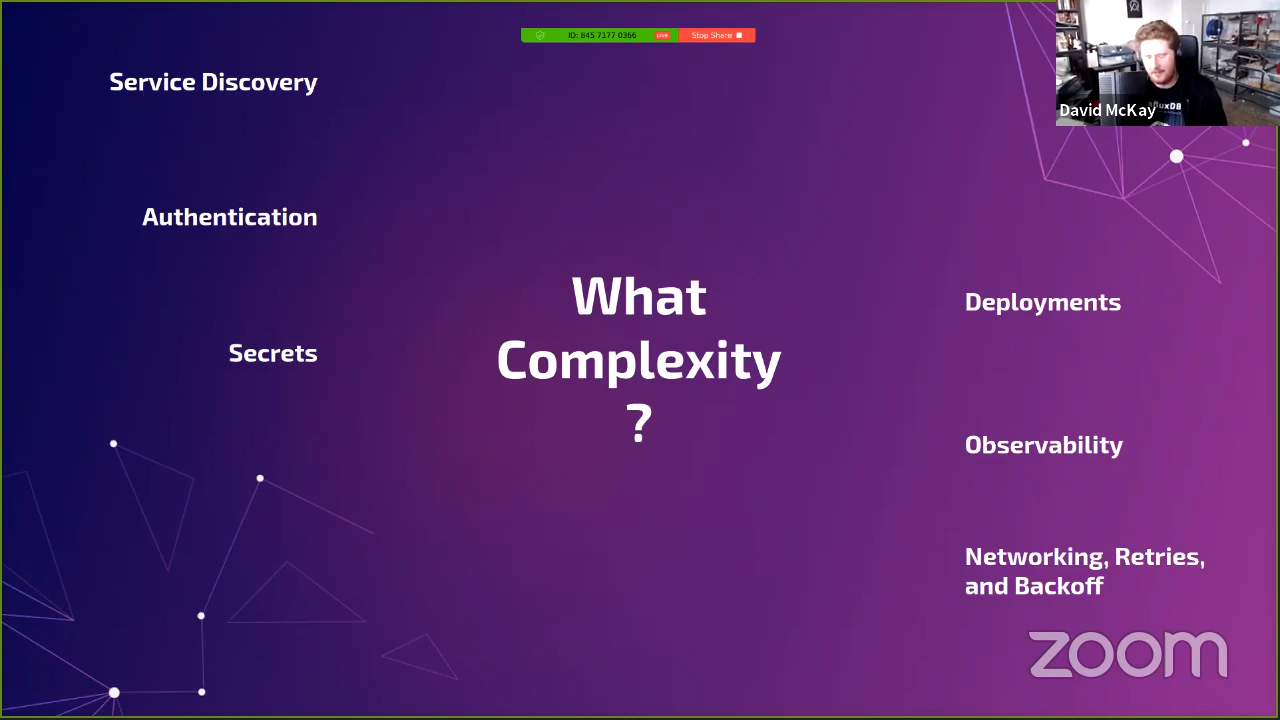 ID: 845 7177 0366 LIVE Stop Share
Service Discovery
Authentication
Secrets
What
Complexity
?
Deployments
Observability
Networking, Retries,
and Backoff
David McKay
zoom